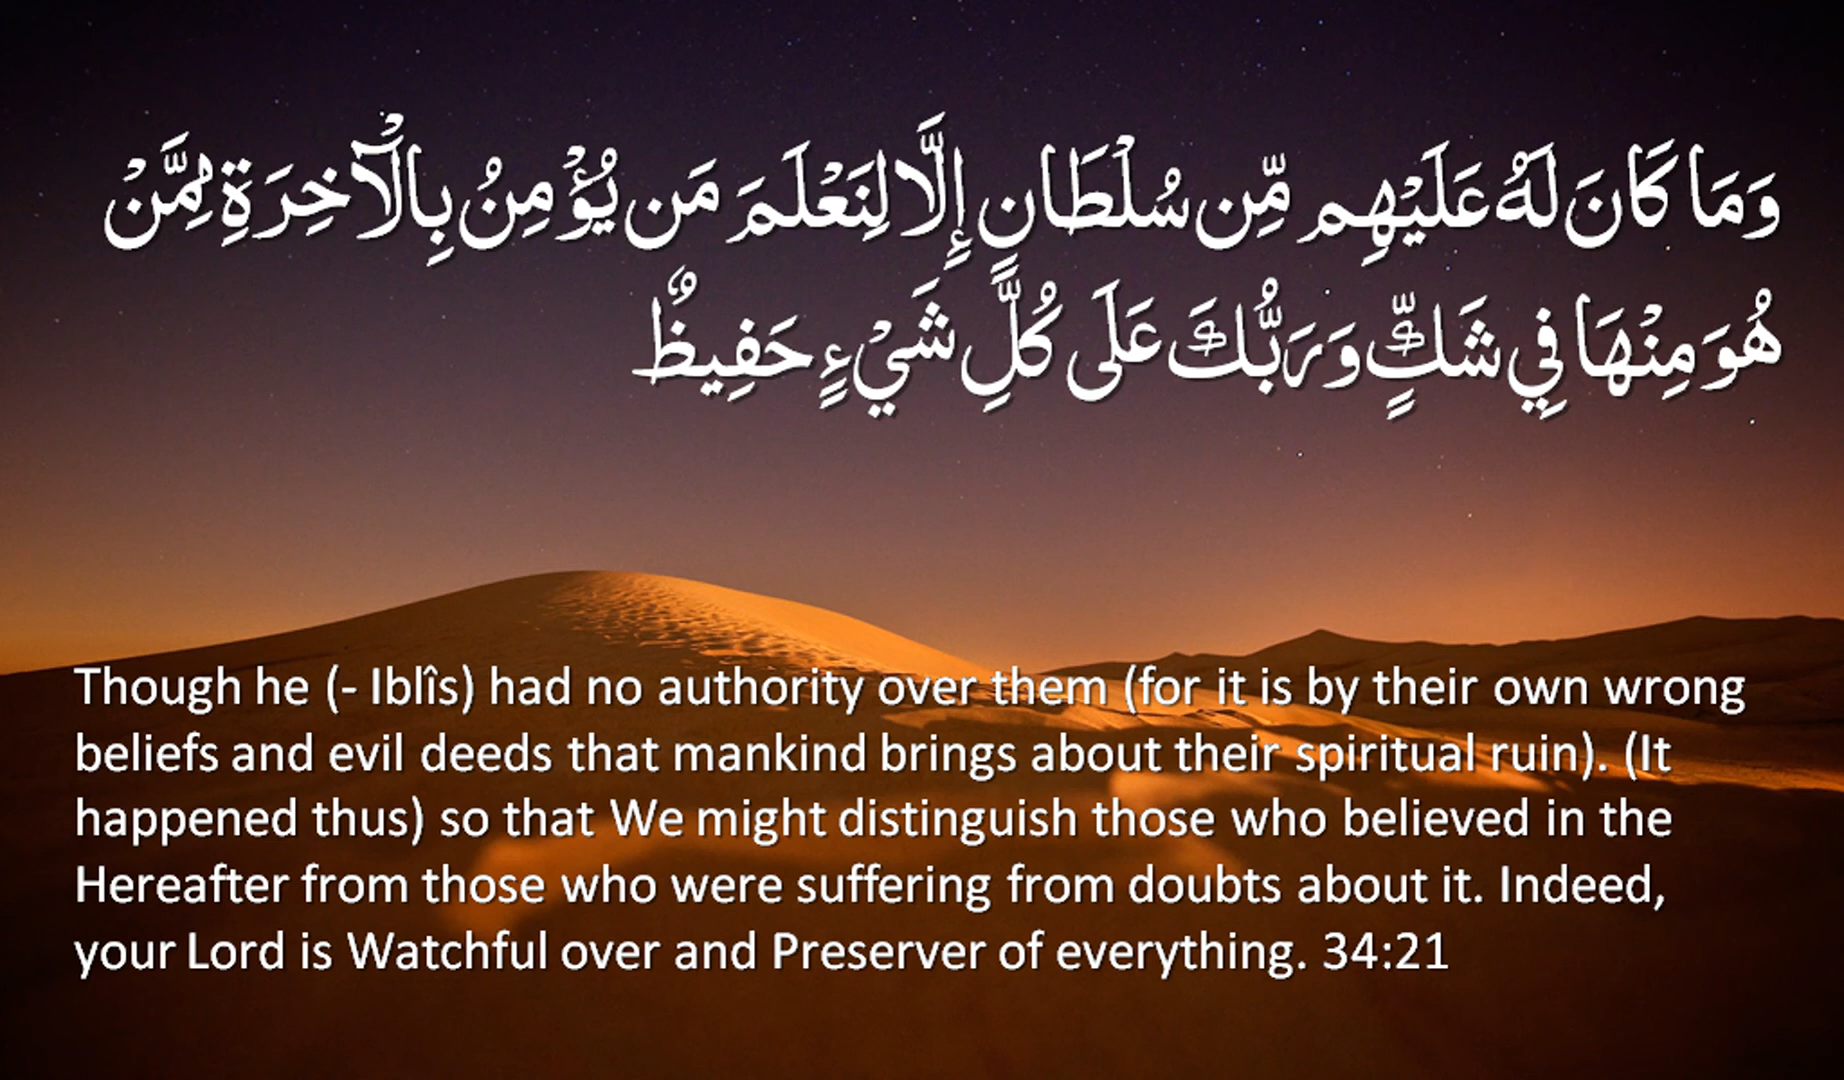 وَمَا كَانَ لَهُ عَلَيْهِم مِّن سُلْطَانٍ إِلَّا لِنَعْلَمَ مَن يُؤْمِنُ بِالْآخِرَةِ مِمَّنْ
هُوَ مِنْهَا فِي شَكٍّ وَرَبُّكَ عَلَى كُلِّ شَيْءٍ حَفِيظٌ
Though he (- Iblîs) had no authority over them (for it is by their own wrong
beliefs and evil deeds that mankind brings about their spiritual ruin). (It
happened thus) so that We might distinguish those who believed in the
Hereafter from those who were suffering from doubts about it. Indeed,
your Lord is Watchful over and Preserver of everything. 34:21